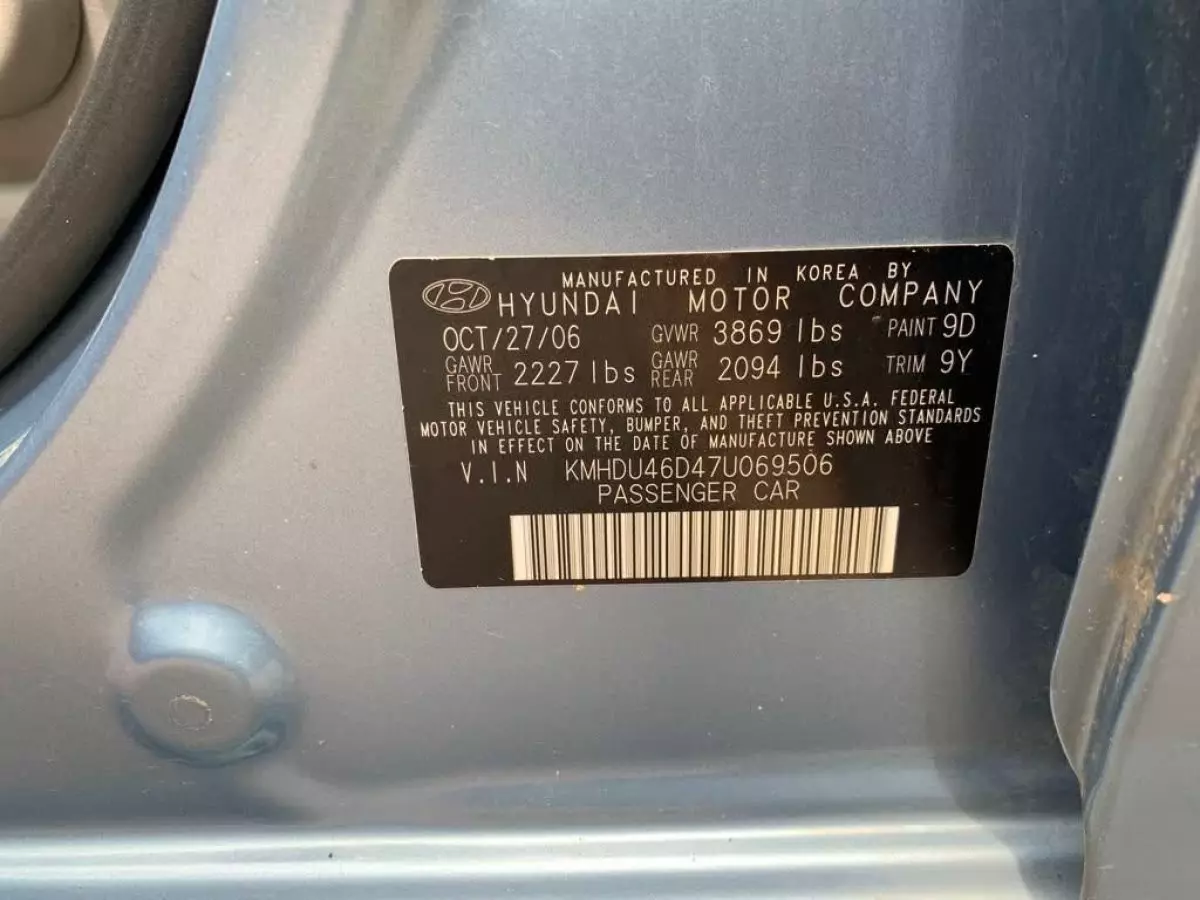 MANUFACTURED IN KOREA BY
HYUNDAI MOTOR COMPANY
OCT/27/06 GVWR 3869 lbs PAINT 9D
GAWR FRONT 2227 lbs GAWR REAR 2094 lbs TRIM 9Y
THIS VEHICLE CONFORMS TO ALL APPLICABLE U.S.A. FEDERAL
MOTOR VEHICLE SAFETY, BUMPER, AND THEFT PREVENTION STANDARDS
IN EFFECT ON THE DATE OF MANUFACTURE SHOWN ABOVE
V.I.N KMHDU46D47U069506
PASSENGER CAR